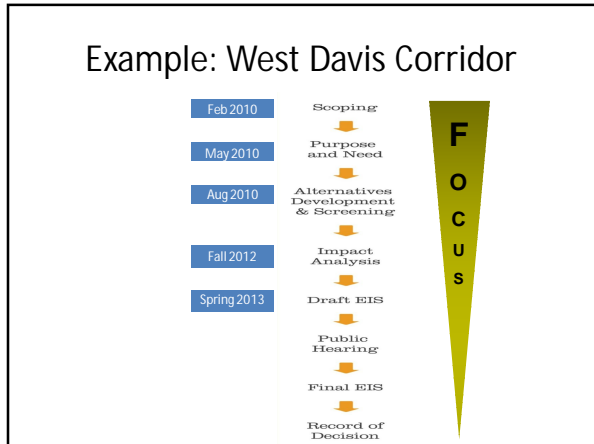 Example: West Davis Corridor
Feb 2010
Scoping
May 2010
Purpose
and Need
Aug 2010
Alternatives
Development
& Screening
Fall 2012
Impact
Analysis
Spring 2013
Draft EIS
Public
Hearing
Final EIS
Record of
Decision
F
O
C
U
S